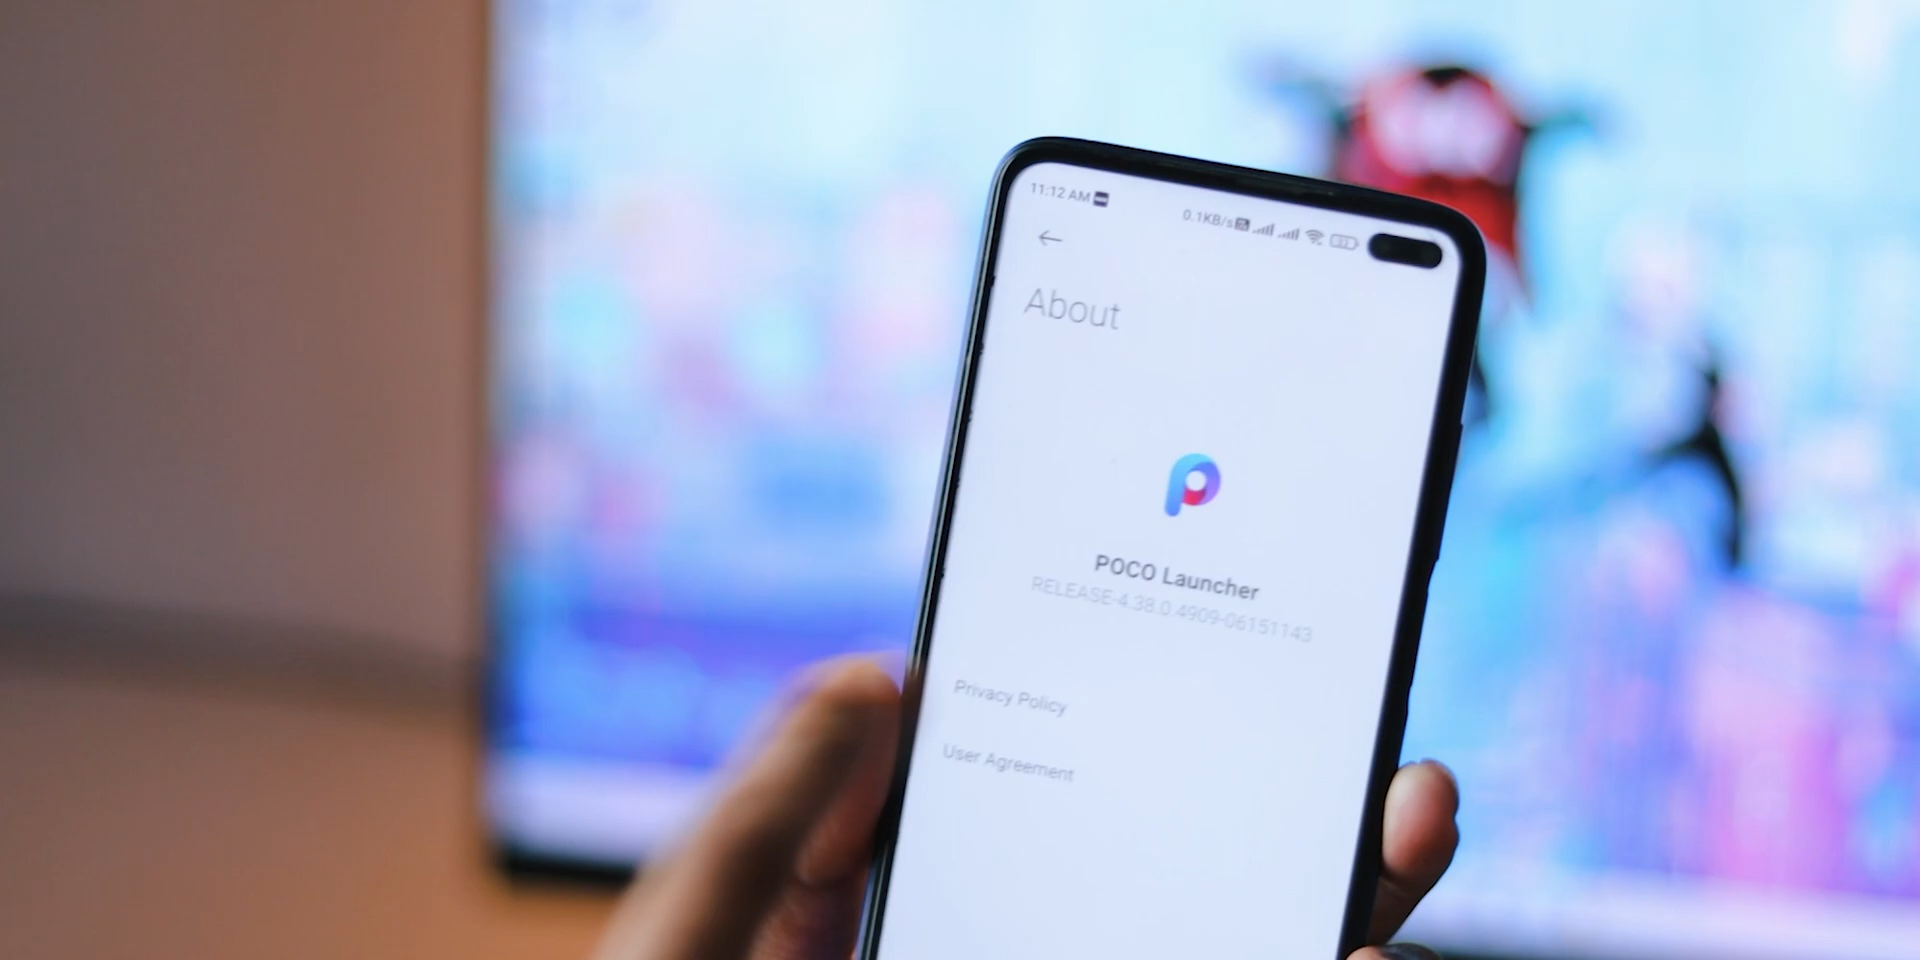 11:12 AM
0.1KB/s
About
POCO Launcher
RELEASE-4.38.0.4909-06151143
Privacy Policy
User Agreement